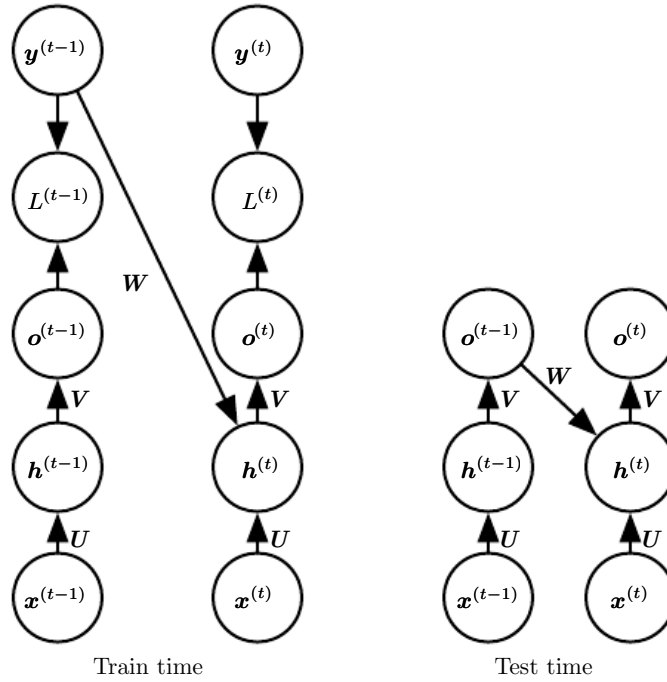 y^(t−1) y^(t)
L^(t−1) L^(t)
W
o^(t−1) o^(t) o^(t−1) o^(t)
W
V V V V
h^(t−1) h^(t) h^(t−1) h^(t)
U U U U
x^(t−1) x^(t) x^(t−1) x^(t)
Train time Test time